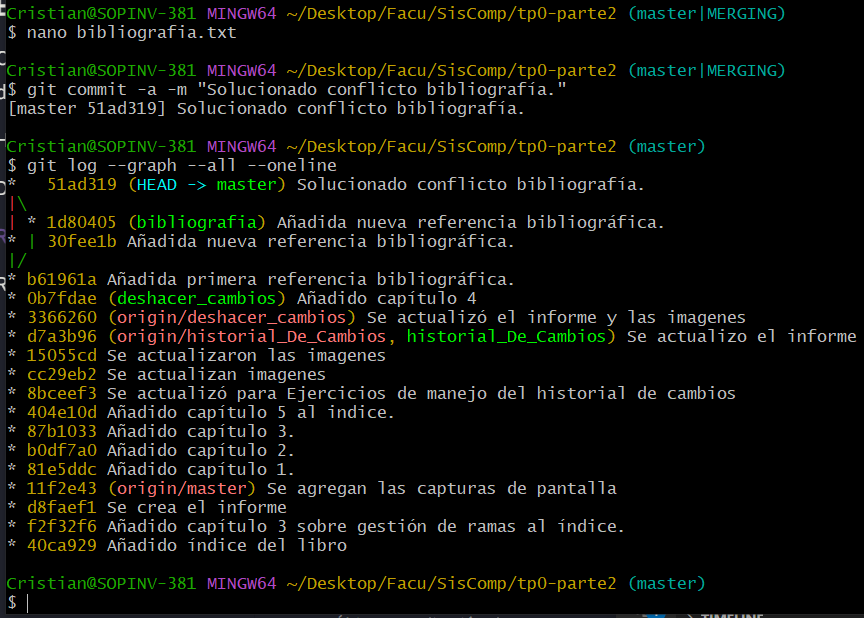 Cristian@SOPINV-381 MINGW64 ~/Desktop/Facu/SisComp/tp0-parte2 (master|MERGING)
$ nano bibliografia.txt
Cristian@SOPINV-381 MINGW64 ~/Desktop/Facu/SisComp/tp0-parte2 (master|MERGING)
$ git commit -a -m "Solucionado conflicto bibliografía."
[master 51ad319] Solucionado conflicto bibliografía.
Cristian@SOPINV-381 MINGW64 ~/Desktop/Facu/SisComp/tp0-parte2 (master)
$ git log --graph --all --oneline
*   51ad319 (HEAD -> master) Solucionado conflicto bibliografía.
|\
| * 1d80405 (bibliografia) Añadida nueva referencia bibliográfica.
* | 30fee1b Añadida nueva referencia bibliográfica.
|/
* b61961a Añadida primera referencia bibliográfica.
* 0b7fdae (deshacer_cambios) Añadido capítulo 4
* 3366260 (origin/deshacer_cambios) Se actualizó el informe y las imagenes
* d7a3b96 (origin/historial_De_Cambios, historial_De_Cambios) Se actualizo el informe
* 15055cd Se actualizaron las imagenes
* cc29eb2 Se actualizan imagenes
* 8bceef3 Se actualizó para Ejercicios de manejo del historial de cambios
* 404e10d Añadido capítulo 5 al indice.
* 87b1033 Añadido capítulo 3.
* b0df7a0 Añadido capítulo 2.
* 81e5ddc Añadido capítulo 1.
* 11f2e43 (origin/master) Se agregan las capturas de pantalla
* d8faef1 Se crea el informe
* f2f32f6 Añadido capítulo 3 sobre gestión de ramas al índice.
* 40ca929 Añadido índice del libro
Cristian@SOPINV-381 MINGW64 ~/Desktop/Facu/SisComp/tp0-parte2 (master)
$
TIMELINE